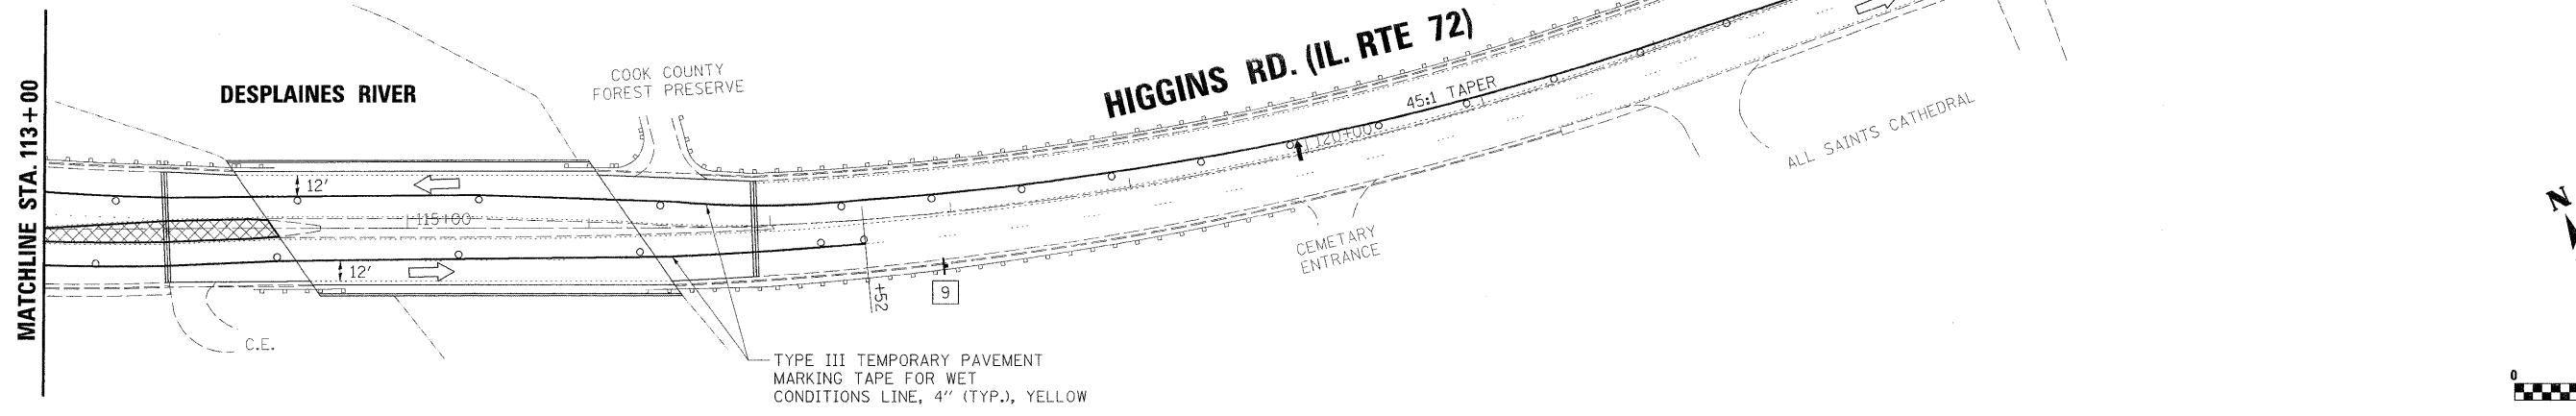 MATCHLINE STA. 113+00
DESPLAINES RIVER
COOK COUNTY
FOREST PRESERVE
HIGGINS RD. (IL. RTE 72)
45:1 TAPER
120+00
ALL SAINTS CATHEDRAL
12'
115+00
12'
CEMETARY
ENTRANCE
+52
9
C.E.
TYPE III TEMPORARY PAVEMENT
MARKING TAPE FOR WET
CONDITIONS LINE, 4" (TYP.), YELLOW
N
0